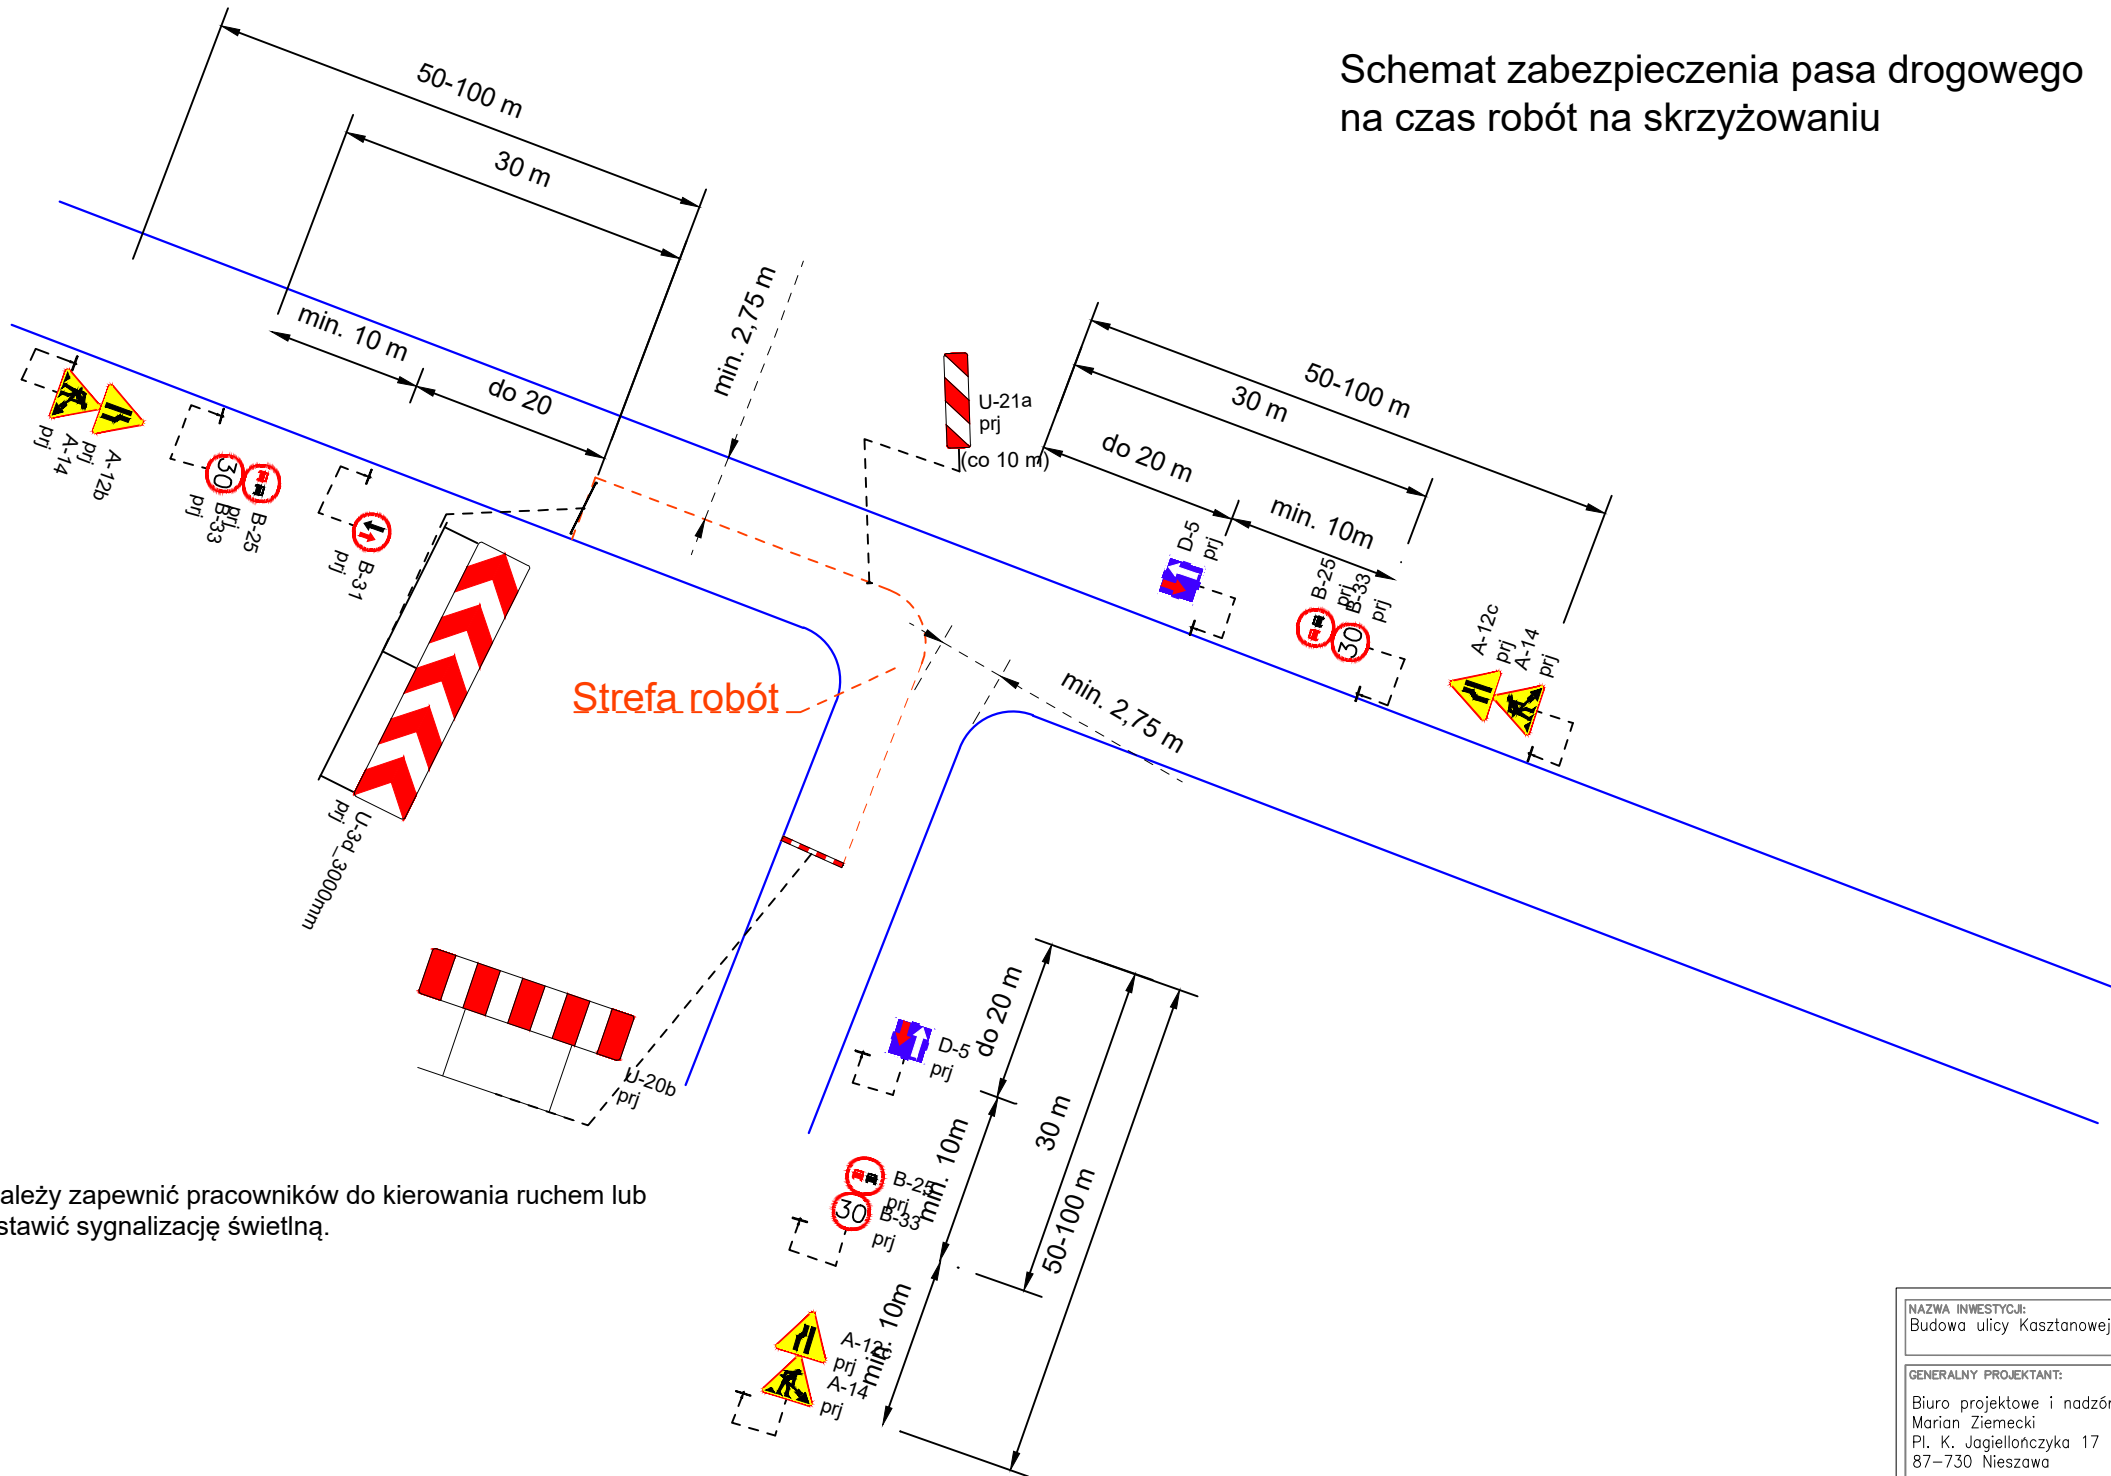 Schemat zabezpieczenia pasa drogowego
na czas robót na skrzyżowaniu
50-100 m
30 m
min. 10 m
do 20
min. 2,75 m
U-21a
prj
(co 10 m)
50-100 m
30 m
do 20 m
min. 10m
D-5
prj
B-25
prj
B-33
prj
A-12c
prj
A-14
prj
A-14
prj
A-12b
prj
30
B-33
prj
B-25
prj
B-31
prj
30
Strefa robót
min. 2,75 m
U-3d_3000mm
prj
U-20b
prj
D-5
prj
do 20 m
min. 10m
30 m
50-100 m
min. 10m
B-25
prj
30
B-33
prj
A-12c
prj
A-14
prj
ależy zapewnić pracowników do kierowania ruchem lub
stawić sygnalizację świetlną.
NAZWA INWESTYCJI:
Budowa ulicy Kasztanowej
GENERALNY PROJEKTANT:
Biuro projektowe i nadzór
Marian Ziemecki
Pl. K. Jagiellończyka 17
87-730 Nieszawa